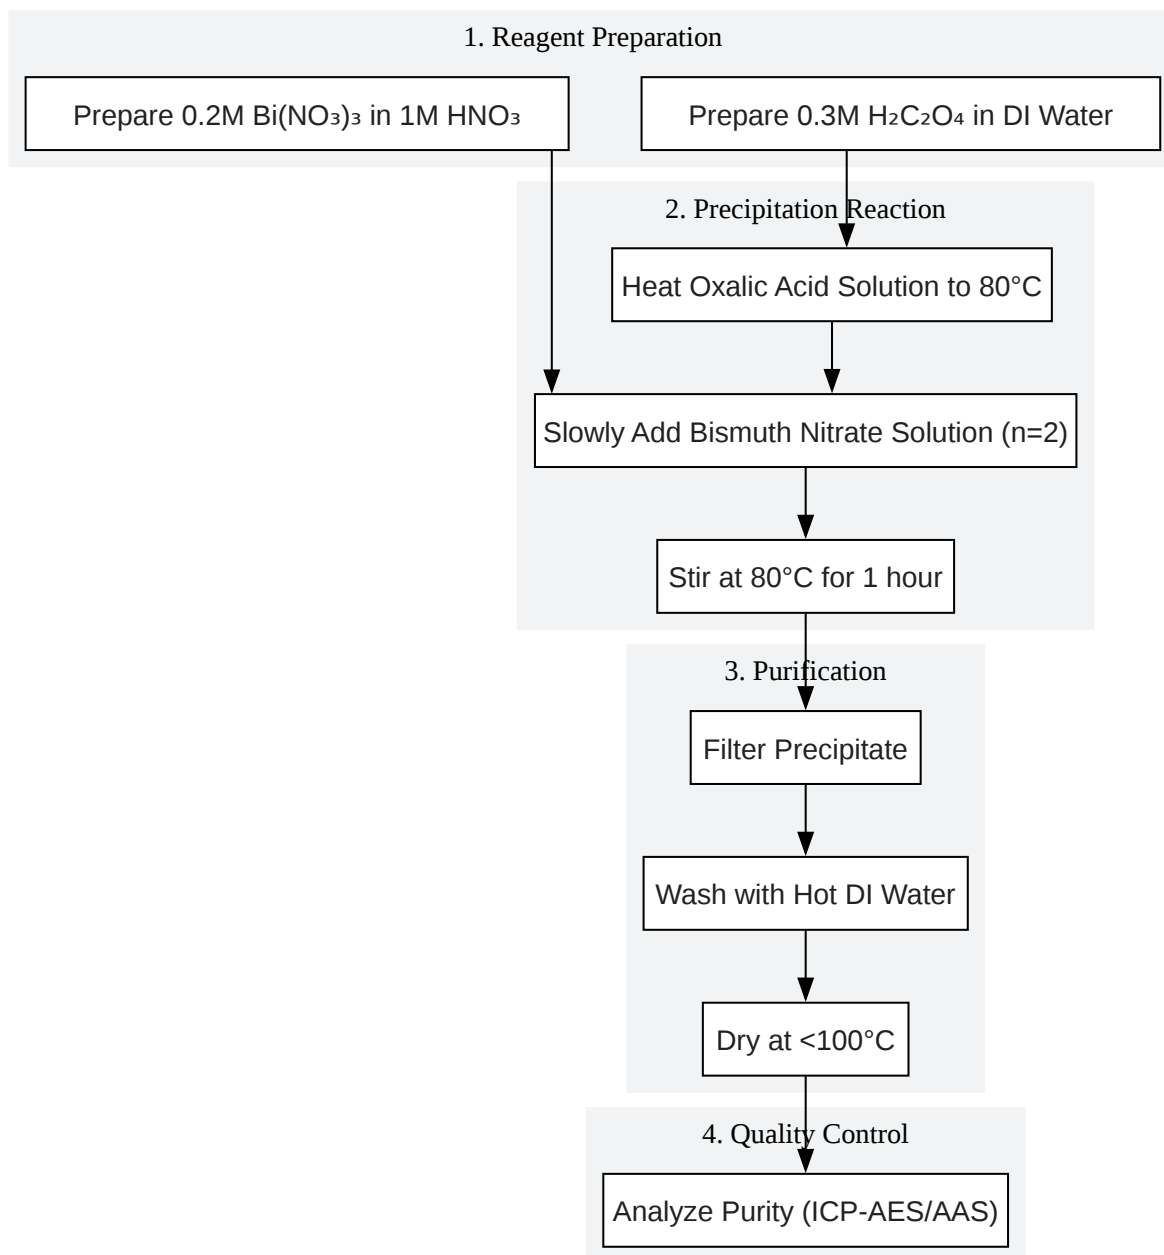 1. Reagent Preparation
Prepare 0.2M Bi(NO₃)₃ in 1M HNO₃
Prepare 0.3M H₂C₂O₄ in DI Water
2. Precipitation Reaction
Heat Oxalic Acid Solution to 80°C
Slowly Add Bismuth Nitrate Solution (n=2)
Stir at 80°C for 1 hour
3. Purification
Filter Precipitate
Wash with Hot DI Water
Dry at <100°C
4. Quality Control
Analyze Purity (ICP-AES/AAS)